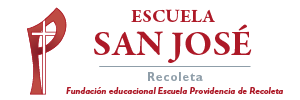 ESCUELA
SAN JOSÉ
Recoleta
Fundación educacional Escuela Providencia de Recoleta